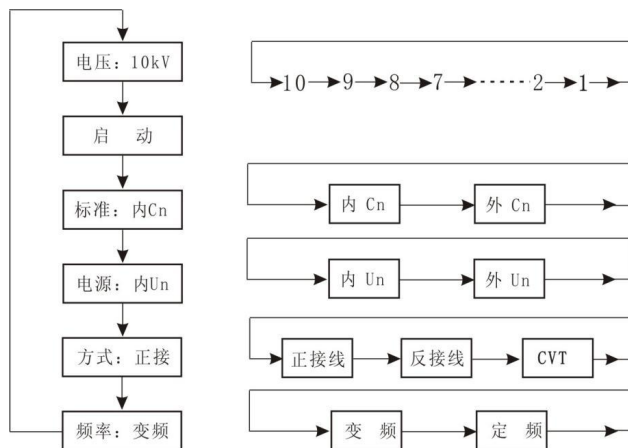 电压：10kV
10 9 8 7 2 1
启 动
标准：内Cn
内 Cn 外 Cn
电源：内Un
内 Un 外 Un
方式：正接
正接线 反接线 CVT
频率：变频
变 频 定 频